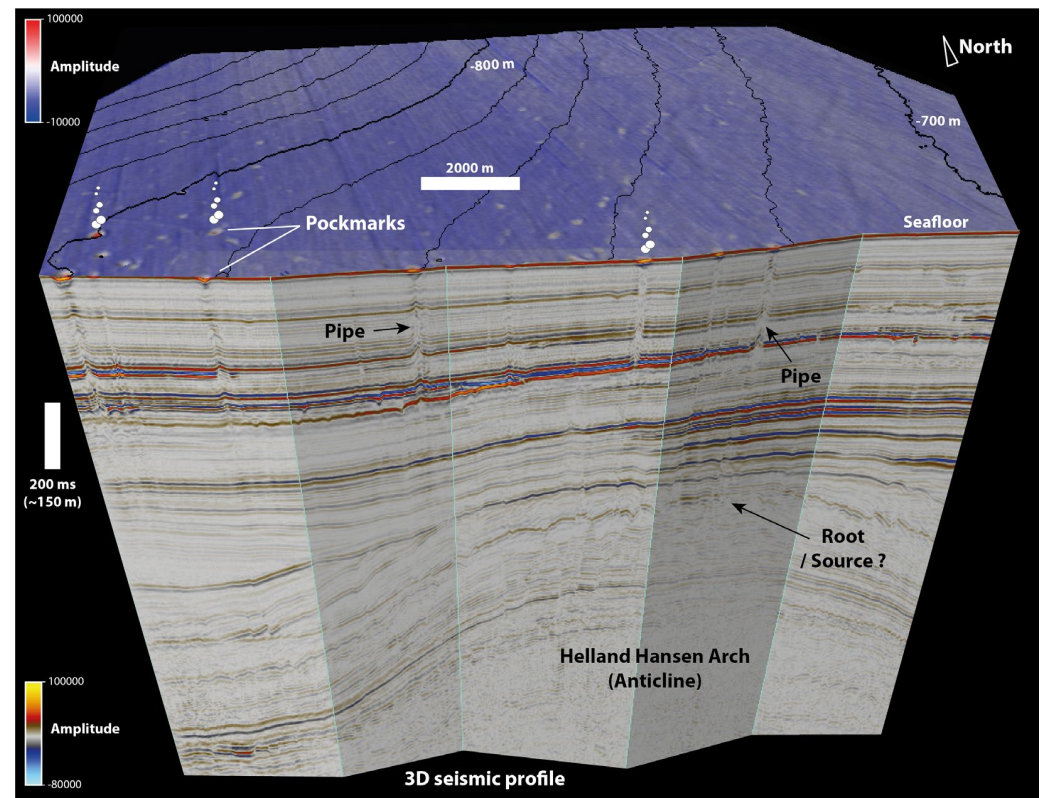 100000
Amplitude
-10000
North
-800 m
-700 m
2000 m
Pockmarks
Seafloor
Pipe
Pipe
200 ms
(~150 m)
Root
/ Source ?
Helland Hansen Arch
(Anticline)
100000
Amplitude
-80000
3D seismic profile